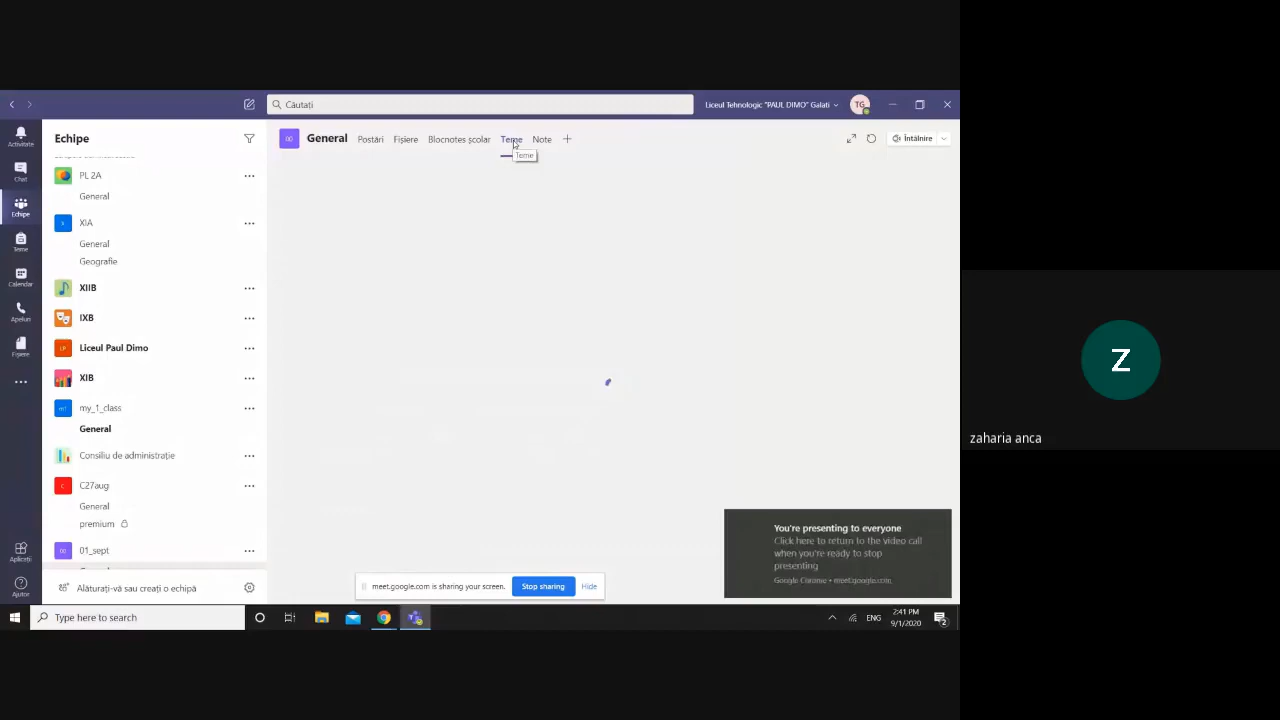 Căutați
Liceul Tehnologic "PAUL DIMO" Galati
TG
Activitate
Chat
Echipe
Teme
Calendar
Apeluri
Fișiere
Aplicații
Ajutor
Echipe
PL 2A
General
XIA
General
Geografie
XIIB
IXB
LP
Liceul Paul Dimo
XIB
my_1_class
General
Consiliu de administrație
C
C27aug
General
premium
01_sept
Alăturați-vă sau creați o echipă
General
Postări
Fișiere
Blocnotes școlar
Teme
Note
Teme
Întâlnire
You're presenting to everyone
Click here to return to the video call
when you're ready to stop
presenting
Google Chrome • meet.google.com
meet.google.com is sharing your screen.
Stop sharing
Hide
Type here to search
ENG
2:41 PM
9/1/2020
2
Z
zaharia anca